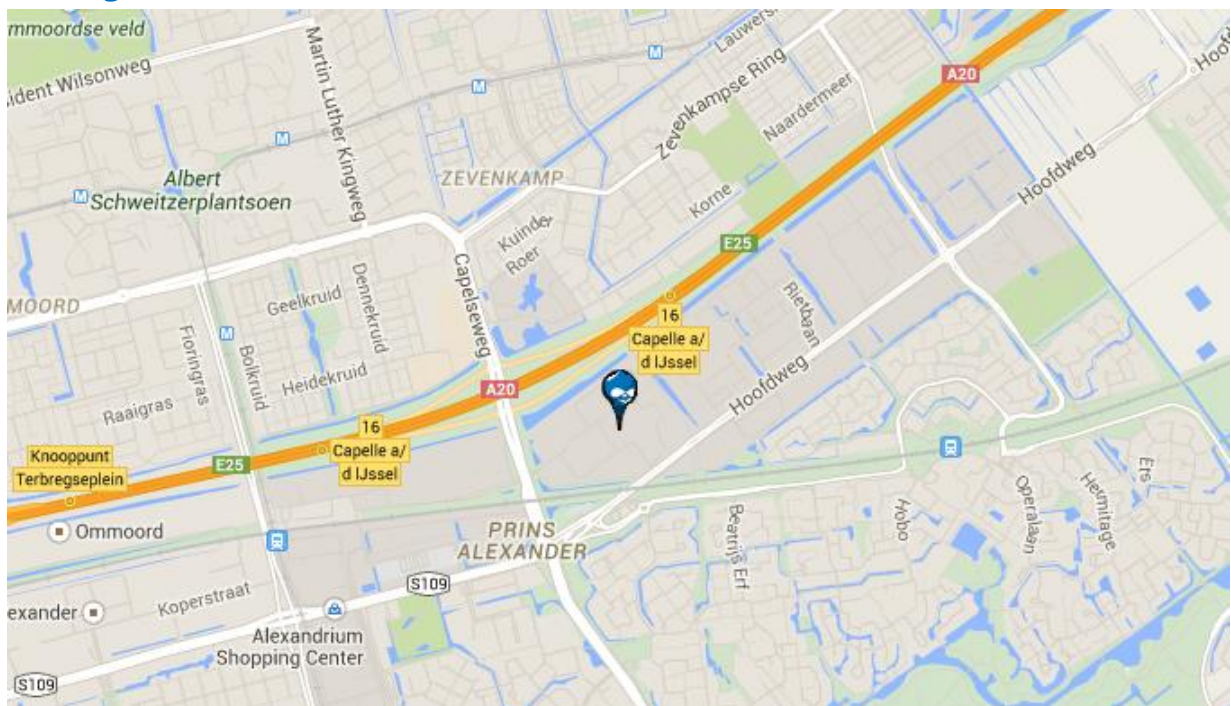 mmoordse veld
ident Wilsonweg
Martin Luther Kingweg
M
Lauwers
M
Zevenkampse Ring
Naardermeer
A20
Hoofdweg
M
Albert
Schweitzerplantsoen
M
ZEVENKAMP
Korne
Kuinder
Roer
E25
MOORD
Geelkruid
Dennekruid
Capelseweg
Rietbaan
16
Capelle a/
d IJssel
Fioringras
M
Bolkruid
Heidekruid
A20
Hoofdweg
Raaigras
16
Capelle a/
d IJssel
Knooppunt
Terbregseplein
E25
Ommoord
PRINS
ALEXANDER
Beatrijs Erf
Hobo
Operalaan
Hermitage
Ers
S109
exander
Koperstraat
Alexandrium
Shopping Center
S109